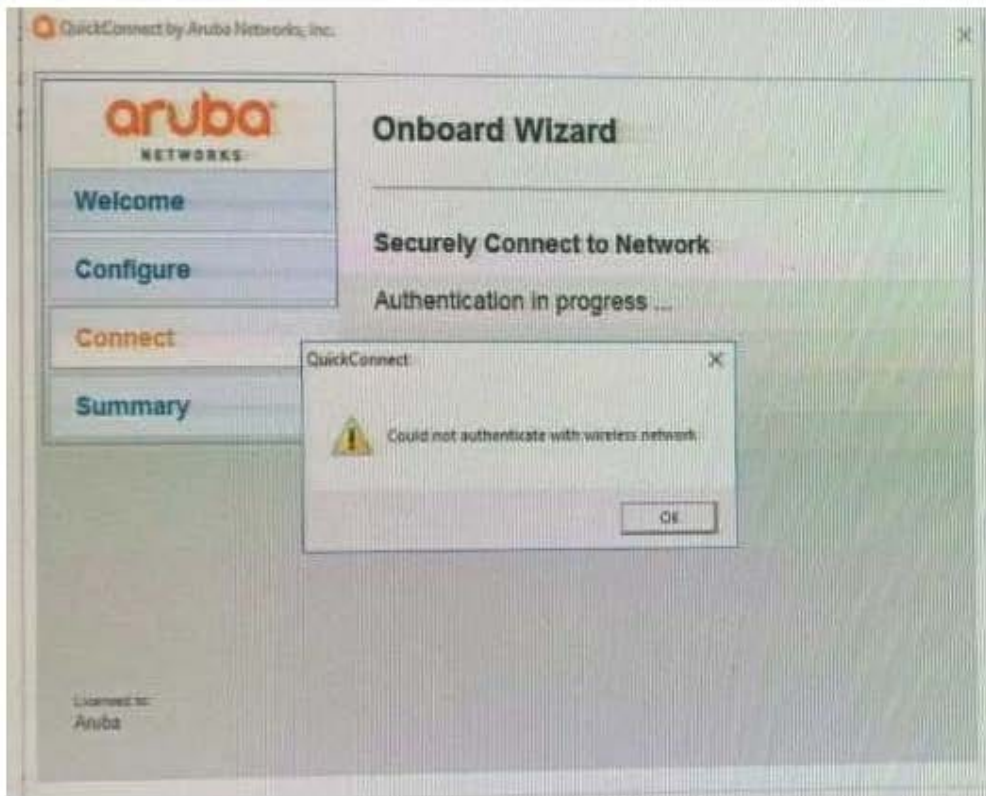 QuickConnect by Aruba Networks, Inc.
aruba
NETWORKS
Onboard Wizard
Welcome
Configure
Connect
Summary
Securely Connect to Network
Authentication in progress ...
QuickConnect
Could not authenticate with wireless network
OK
Licensed to:
Aruba